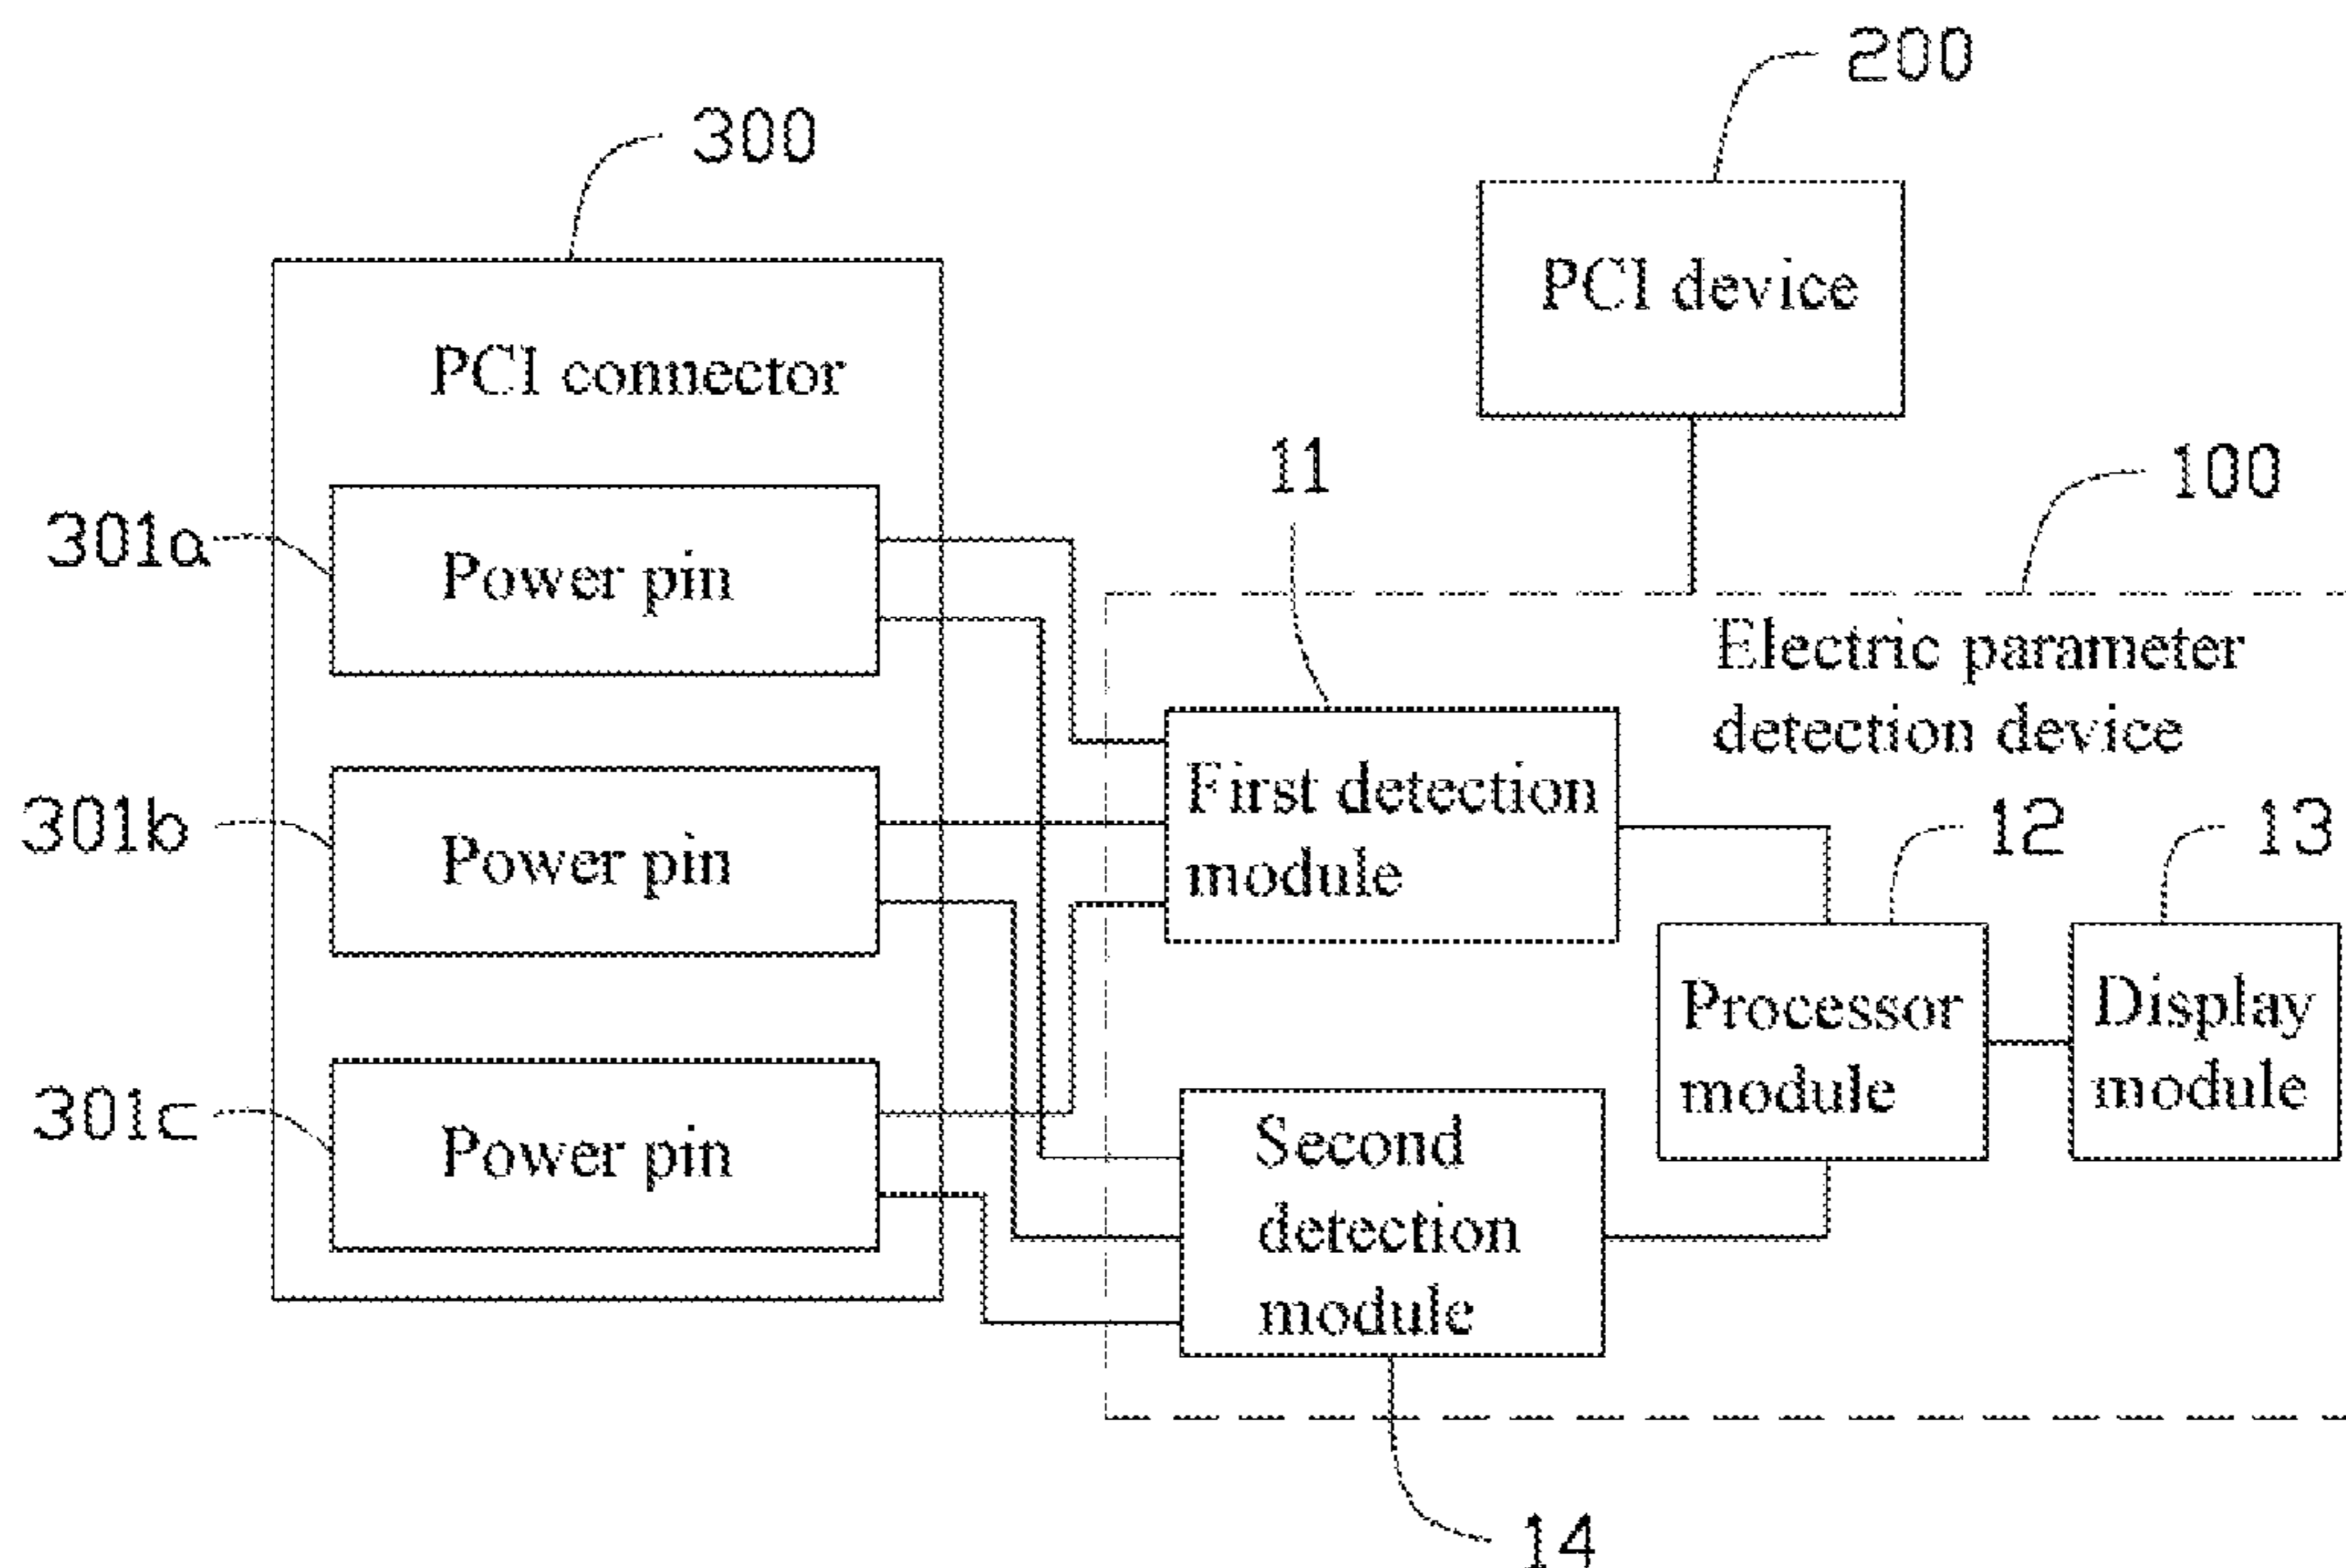 200
300
PCI device
PCI connector
11
100
301a
Power pin
Electric parameter
detection device
First detection
module
301b
Power pin
12
13
Processor
module
Display
module
301c
Power pin
Second
detection
module
14